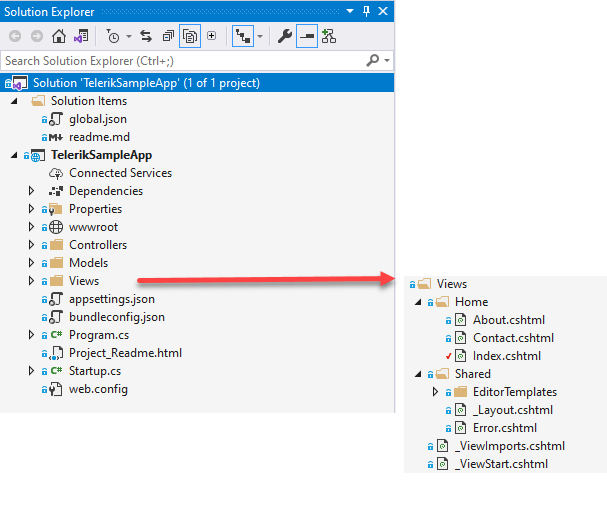 Solution Explorer
Search Solution Explorer (Ctrl+;)
Solution 'TelerikSampleApp' (1 of 1 project)
Solution Items
global.json
readme.md
TelerikSampleApp
Connected Services
Dependencies
Properties
wwwroot
Controllers
Models
Views
appsettings.json
bundleconfig.json
C# Program.cs
Project_Readme.html
C# Startup.cs
web.config
Views
Home
About.cshtml
Contact.cshtml
Index.cshtml
Shared
EditorTemplates
_Layout.cshtml
Error.cshtml
_ViewImports.cshtml
_ViewStart.cshtml